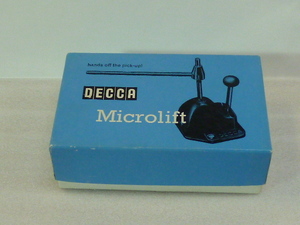 hands off the pick-up!
DECCA
Microlift